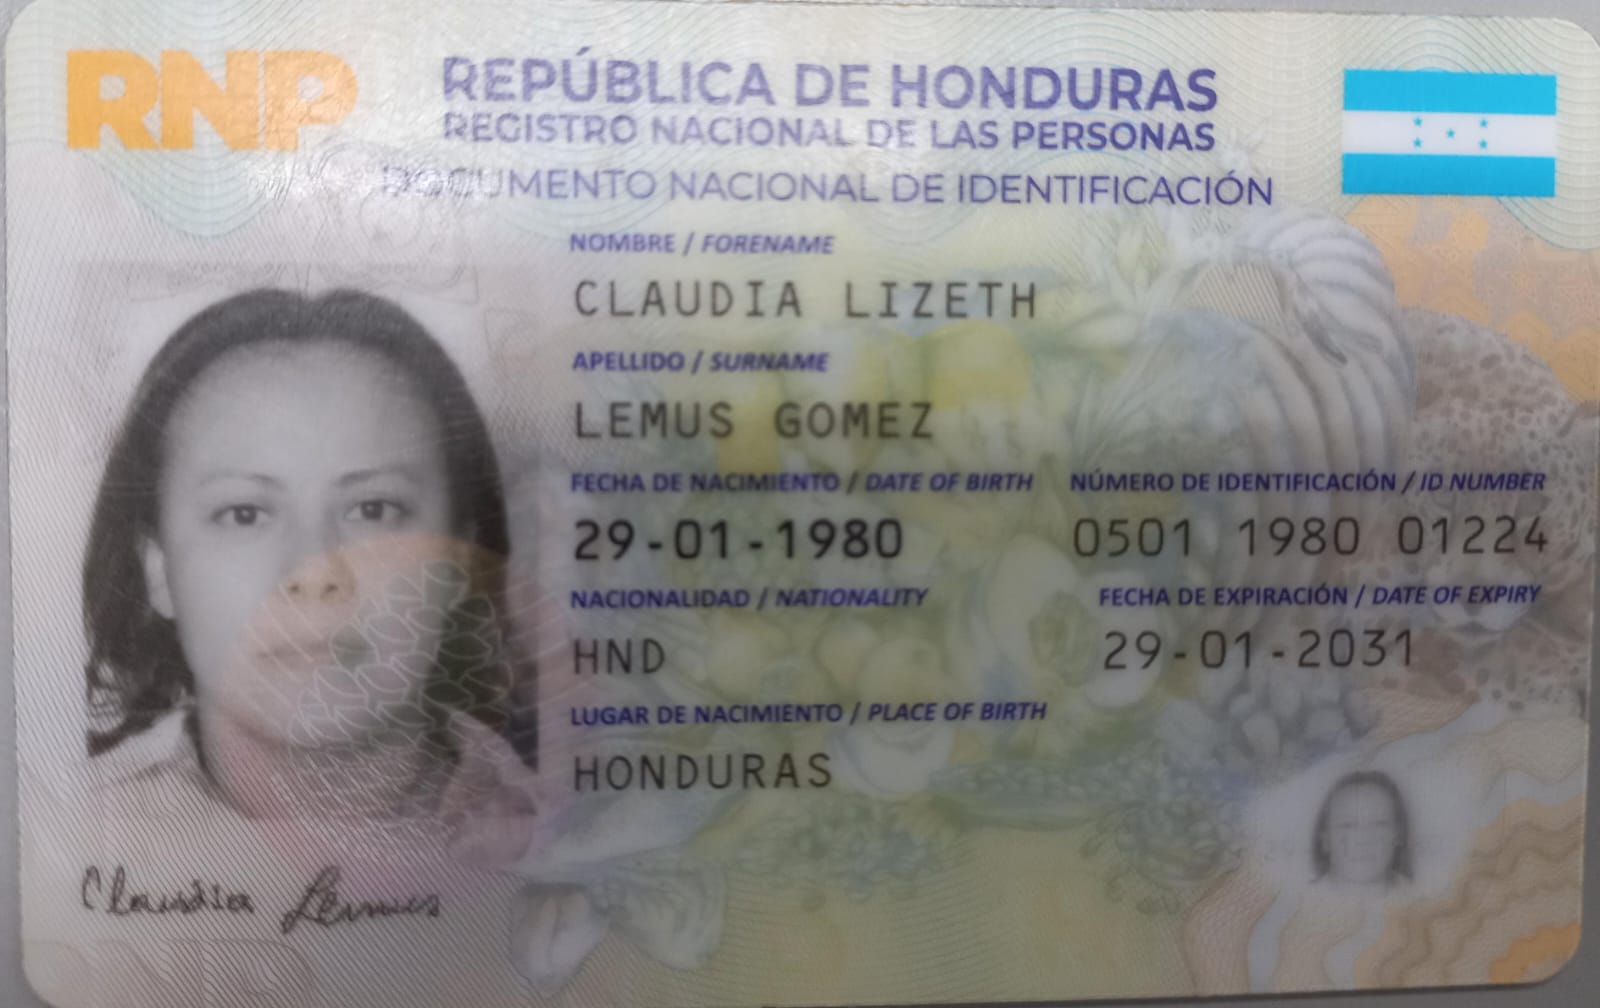 RNP
REPÚBLICA DE HONDURAS
REGISTRO NACIONAL DE LAS PERSONAS
DOCUMENTO NACIONAL DE IDENTIFICACIÓN
NOMBRE / FORENAME
CLAUDIA LIZETH
APELLIDO / SURNAME
LEMUS GOMEZ
FECHA DE NACIMIENTO / DATE OF BIRTH NÚMERO DE IDENTIFICACIÓN / ID NUMBER
29-01-1980 0501 1980 01224
NACIONALIDAD / NATIONALITY FECHA DE EXPIRACIÓN / DATE OF EXPIRY
HND 29-01-2031
LUGAR DE NACIMIENTO / PLACE OF BIRTH
HONDURAS
Claudia Lemus